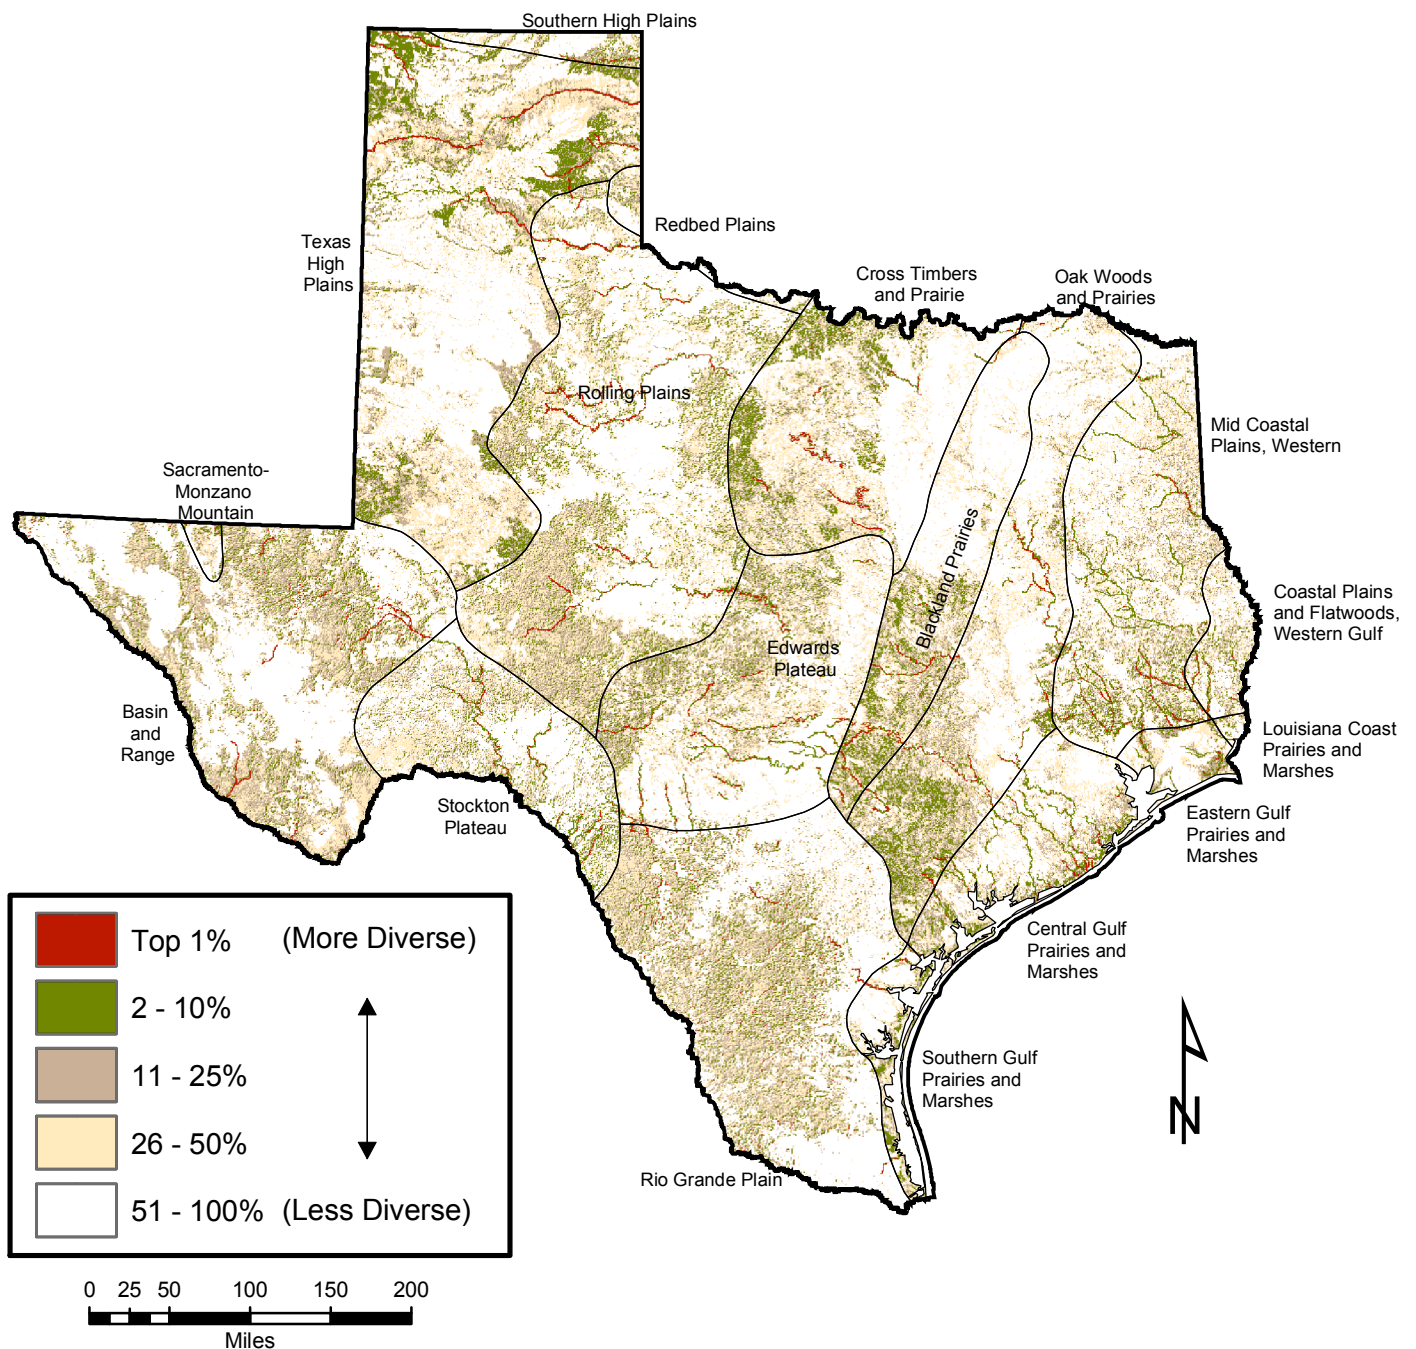 Southern High Plains
Redbed Plains
Texas
High
Plains
Cross Timbers
and Prairie
Oak Woods
and Prairies
Rolling Plains
Mid Coastal
Plains, Western
Sacramento-
Monzano
Mountain
Blackland Prairies
Coastal Plains
and Flatwoods,
Western Gulf
Edwards
Plateau
Basin
and
Range
Louisiana Coast
Prairies and
Marshes
Stockton
Plateau
Eastern Gulf
Prairies and
Marshes
Central Gulf
Prairies and
Marshes
Southern Gulf
Prairies and
Marshes
Rio Grande Plain
Top 1% (More Diverse)
2 - 10%
11 - 25%
26 - 50%
51 - 100% (Less Diverse)
N
0 25 50 100 150 200
Miles